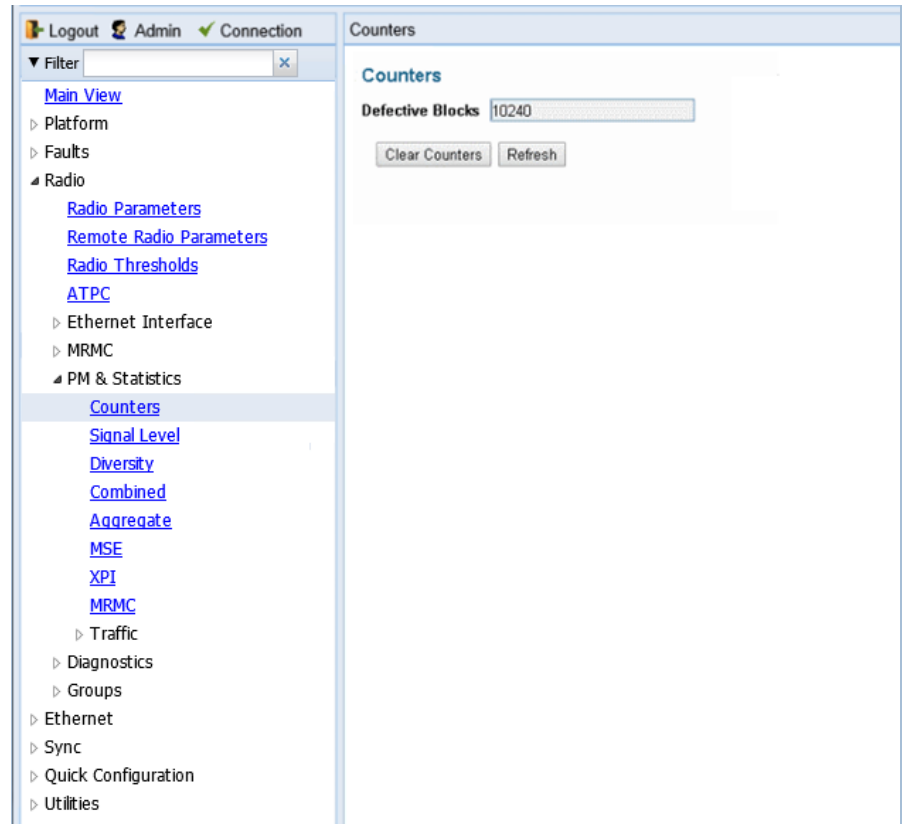 Logout Admin Connection
Filter
Main View
Platform
Faults
Radio
Radio Parameters
Remote Radio Parameters
Radio Thresholds
ATPC
Ethernet Interface
MRMC
PM & Statistics
Counters
Signal Level
Diversity
Combined
Aggregate
MSE
XPI
MRMC
Traffic
Diagnostics
Groups
Ethernet
Sync
Quick Configuration
Utilities
Counters
Counters
Defective Blocks 10240
Clear Counters Refresh